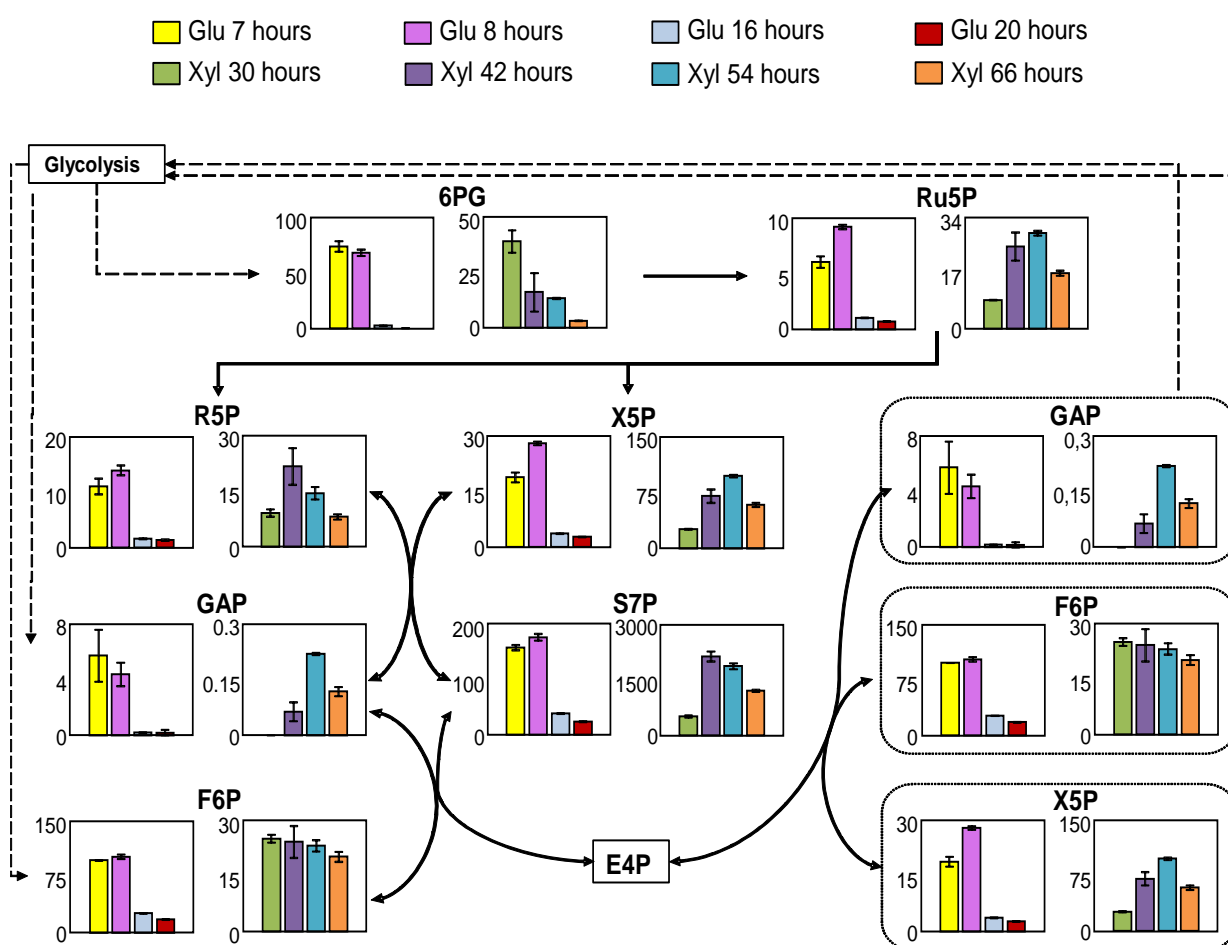 Glu 7 hours Glu 8 hours Glu 16 hours Glu 20 hours
Xyl 30 hours Xyl 42 hours Xyl 54 hours Xyl 66 hours
Glycolysis
6PG Ru5P
100 50 0
50 25 0
10 5 0
34 17 0
R5P X5P GAP
20 10 0
30 15 0
30 15 0
150 75 0
8 4 0
0,3 0,15 0
GAP S7P F6P
8 4 0
0.3 0.15 0
200 100 0
3000 1500 0
150 75 0
30 15 0
F6P E4P X5P
150 75 0
30 15 0
30 15 0
150 75 0